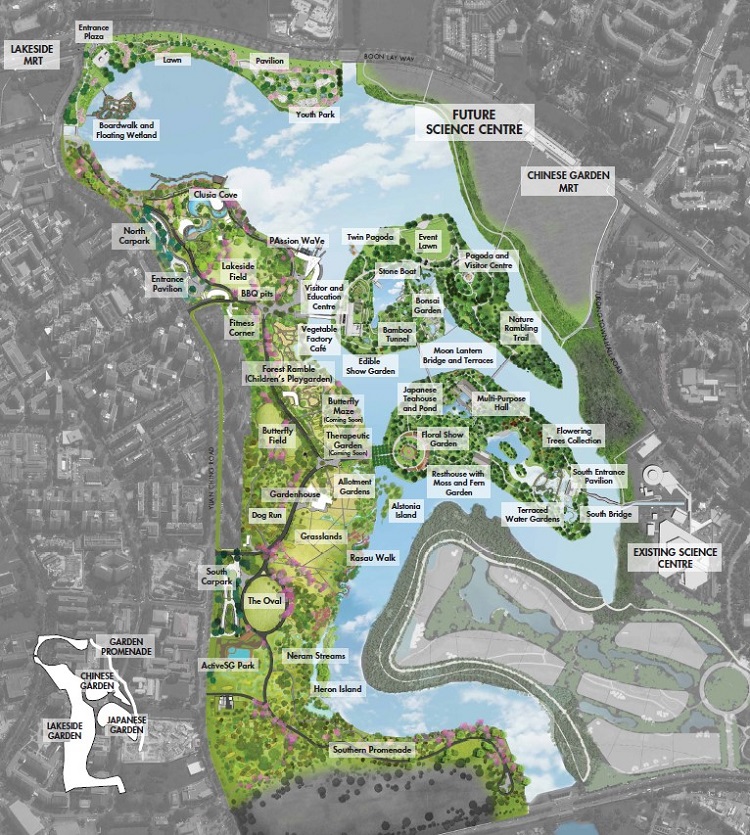 Entrance
Plaza
LAKESIDE
MRT
Lawn
Pavilion
BOON LAY WAY
Youth Park
FUTURE
SCIENCE CENTRE
Boardwalk and
Floating Wetland
CHINESE GARDEN
MRT
Clusia Cove
North
Carpark
PAssion WaVe
Twin Pagoda
Event
Lawn
Pagoda and
Visitor Centre
Lakeside
Field
Stone Boat
Entrance
Pavilion
BBQ pits
Visitor and
Education
Centre
Bonsai
Garden
Fitness
Corner
Vegetable
Factory
Café
Bamboo
Tunnel
Nature
Rambling
Trail
Edible
Show Garden
Moon Lantern
Bridge and Terraces
Forest Ramble
(Children's Playgarden)
Japanese
Teahouse
and Pond
Multi-Purpose
Hall
Butterfly
Maze
(Coming Soon)
Butterfly
Field
Therapeutic
Garden
(Coming Soon)
Floral Show
Garden
Flowering
Trees Collection
Resthouse with
Moss and Fern
Garden
South Entrance
Pavilion
Allotment
Gardens
Gardenhouse
Alstonia
Island
Terraced
Water Gardens
South Bridge
Dog Run
Grasslands
Rasau Walk
EXISTING SCIENCE
CENTRE
South
Carpark
The Oval
Neram Streams
ActiveSG Park
Heron Island
Southern Promenade
GARDEN
PROMENADE
CHINESE
GARDEN
LAKESIDE
GARDEN
JAPANESE
GARDEN